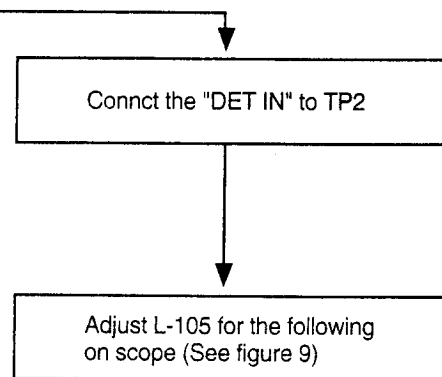 Connct the "DET IN" to TP2
Adjust L-105 for the following
on scope (See figure 9)